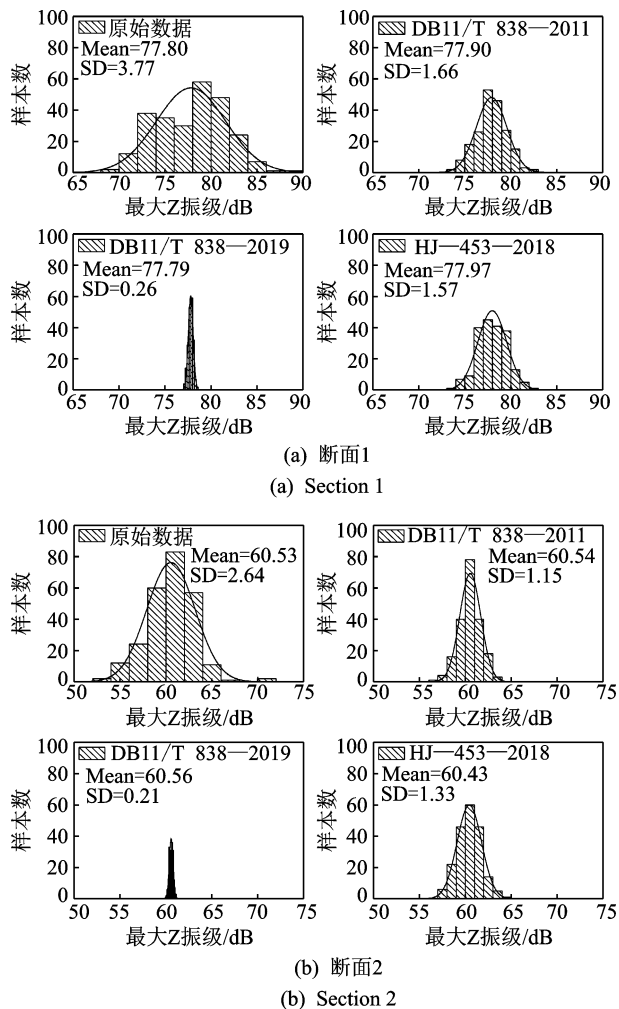 原始数据
Mean=77.80
SD=3.77
样本数
100
80
60
40
20
0
65 70 75 80 85 90
最大Z振级/dB
DB11/T 838—2011
Mean=77.90
SD=1.66
样本数
100
80
60
40
20
0
65 70 75 80 85 90
最大Z振级/dB
DB11/T 838—2019
Mean=77.79
SD=0.26
样本数
100
80
60
40
20
0
65 70 75 80 85 90
最大Z振级/dB
HJ—453—2018
Mean=77.97
SD=1.57
样本数
100
80
60
40
20
0
65 70 75 80 85 90
最大Z振级/dB
(a) 断面1
(a) Section 1
原始数据
Mean=60.53
SD=2.64
样本数
100
80
60
40
20
0
50 55 60 65 70 75
最大Z振级/dB
DB11/T 838—2011
Mean=60.54
SD=1.15
样本数
100
80
60
40
20
0
50 55 60 65 70 75
最大Z振级/dB
DB11/T 838—2019
Mean=60.56
SD=0.21
样本数
100
80
60
40
20
0
50 55 60 65 70 75
最大Z振级/dB
HJ—453—2018
Mean=60.43
SD=1.33
样本数
100
80
60
40
20
0
50 55 60 65 70 75
最大Z振级/dB
(b) 断面2
(b) Section 2